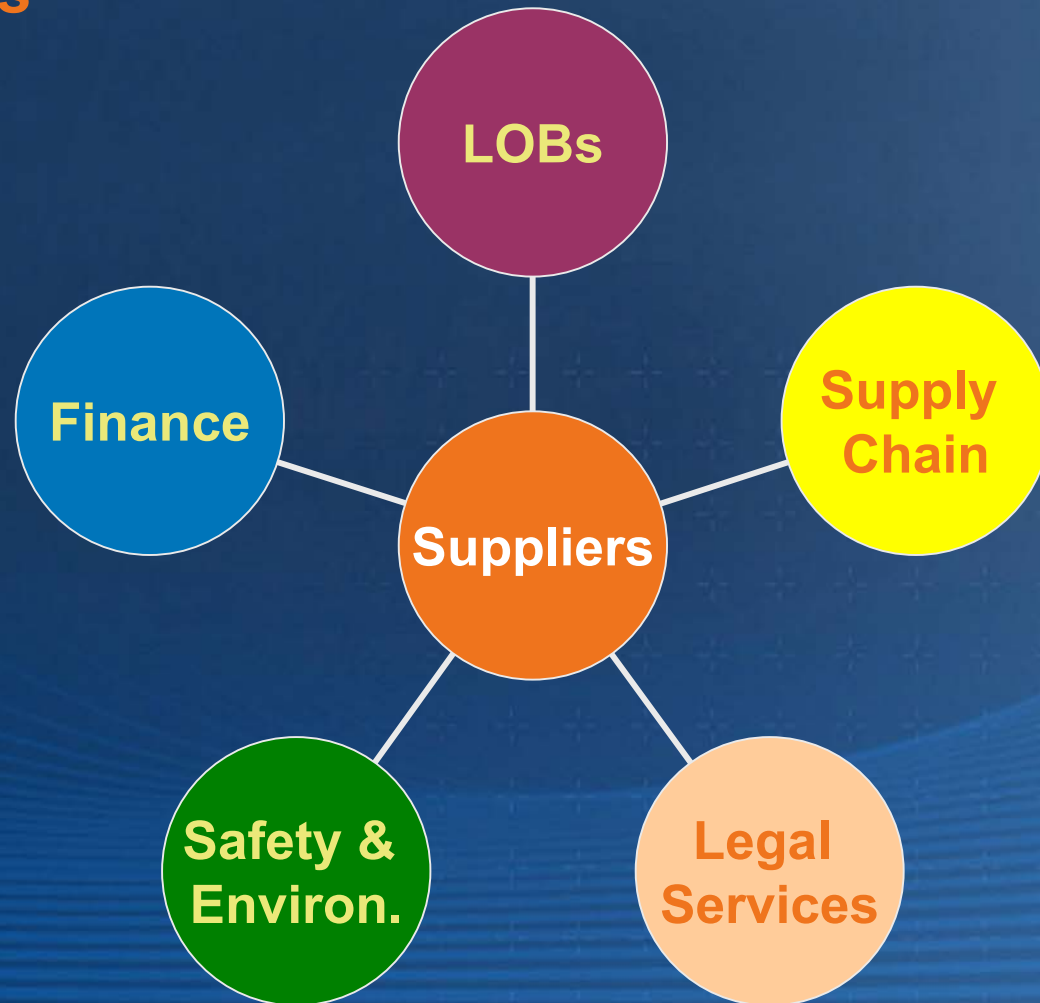 s
LOBs
Finance
Supply
Chain
Suppliers
Safety &
Environ.
Legal
Services